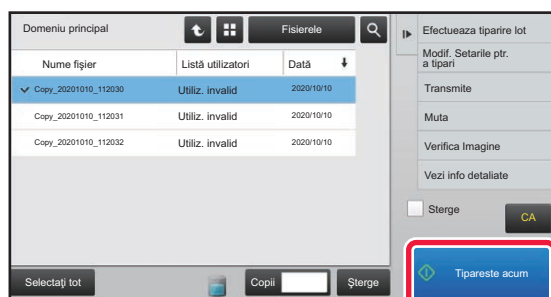 Domeniu principal
Fisierele
Nume fişier
Listă utilizatori
Dată
Copy_20201010_112030
Utiliz. invalid
2020/10/10
Copy_20201010_112031
Utiliz. invalid
2020/10/10
Copy_20201010_112032
Utiliz. invalid
2020/10/10
Selectaţi tot
Copii
Şterge
Efectueaza tiparire lot
Modif. Setarile ptr.
a tipari
Transmite
Muta
Verifica Imagine
Vezi info detaliate
Sterge
CA
Tipareste acum